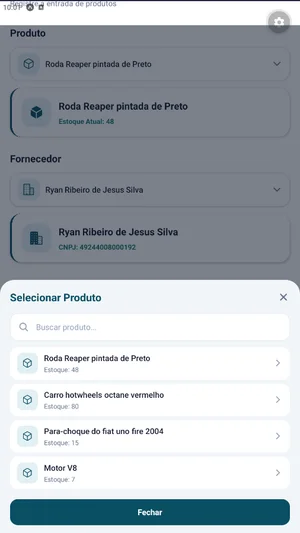 Registre a entrada de produtos
10:01
Produto
Roda Reaper pintada de Preto
Roda Reaper pintada de Preto
Estoque Atual: 48
Fornecedor
Ryan Ribeiro de Jesus Silva
Ryan Ribeiro de Jesus Silva
CNPJ: 49244008000192
Selecionar Produto
Buscar produto...
Roda Reaper pintada de Preto
Estoque: 48
Carro hotwheels octane vermelho
Estoque: 80
Para-choque do fiat uno fire 2004
Estoque: 15
Motor V8
Estoque: 7
Fechar